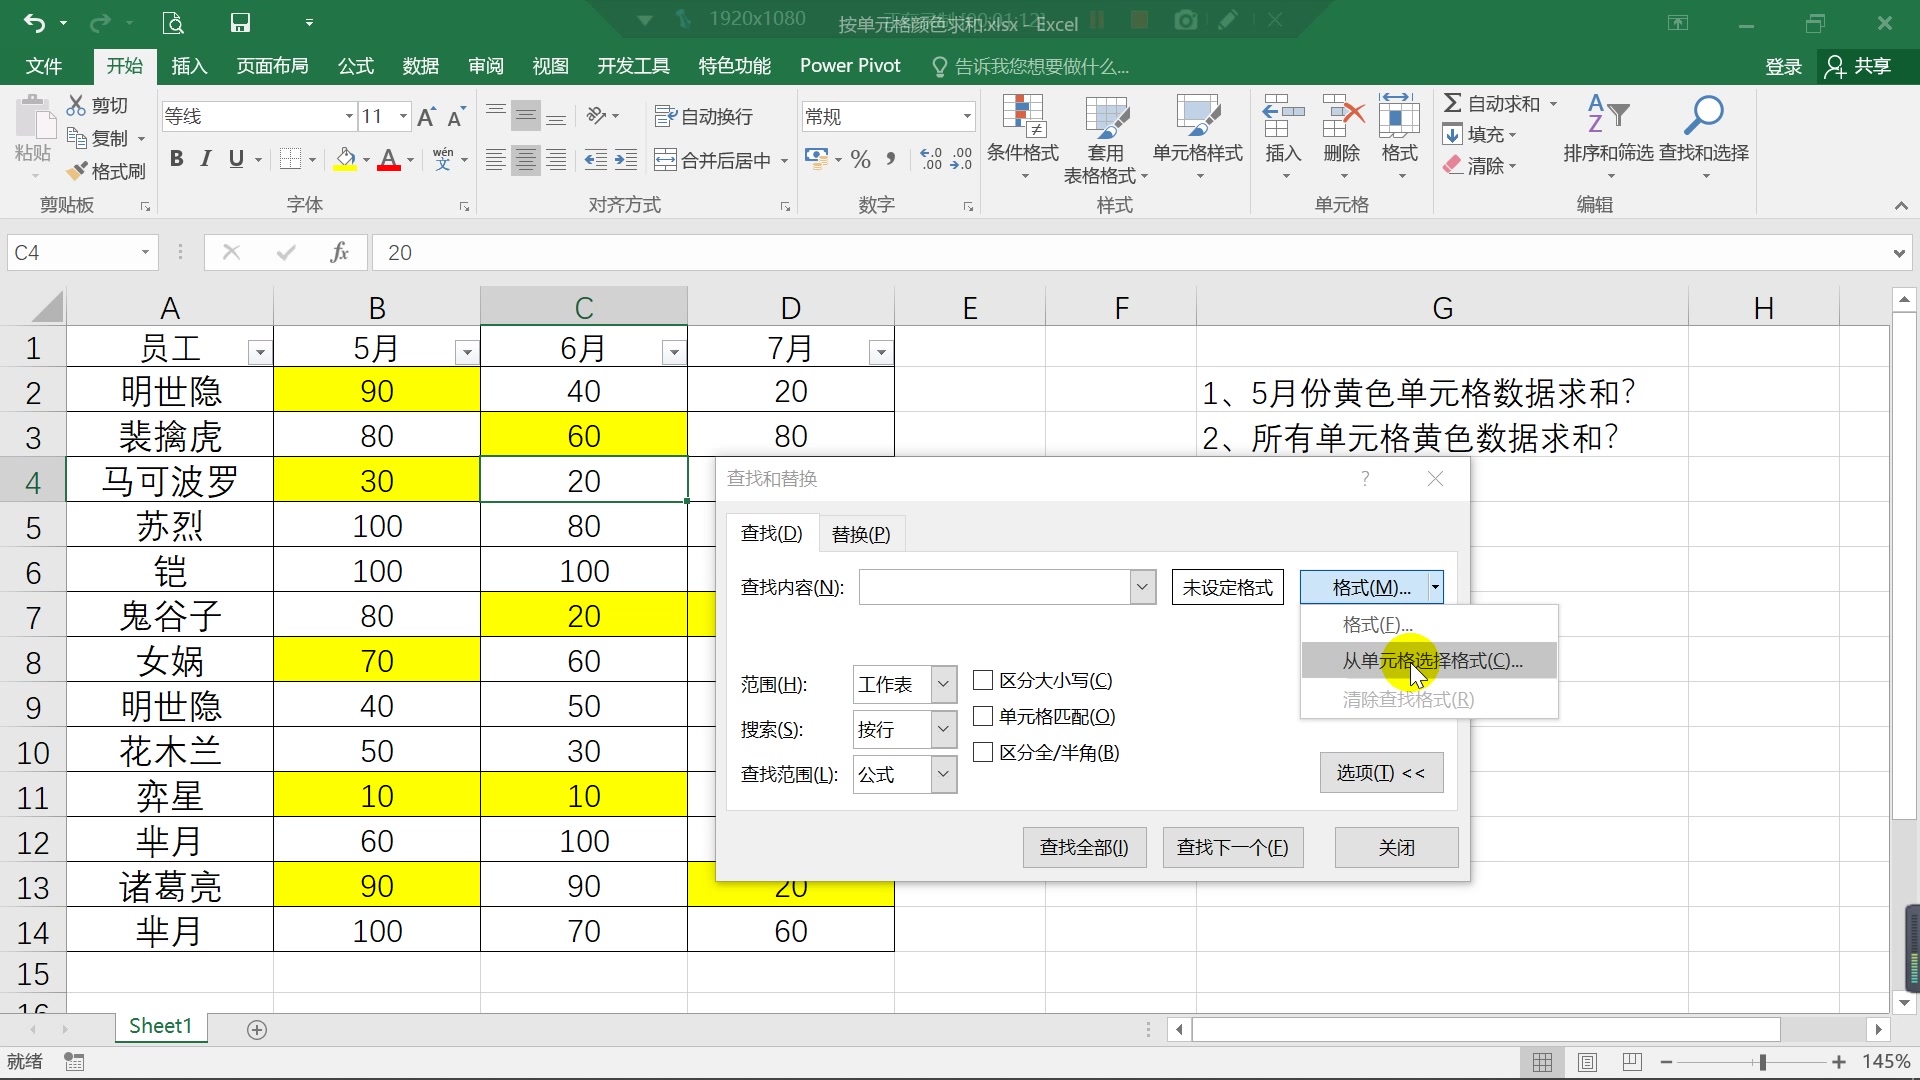 1920x1080
按单元格颜色求和.xlsx - Excel
文件 开始 插入 页面布局 公式 数据 审阅 视图 开发工具 特色功能 Power Pivot 告诉我您想要做什么... 登录 共享
粘贴 剪切 复制 格式刷 剪贴板
等线 11 B I U A wén 文 字体
自动换行 合并后居中 对齐方式
常规 % 数字
条件格式 套用表格格式 单元格样式 样式
插入 删除 格式 单元格
自动求和 填充 清除 排序和筛选 查找和选择 编辑
C4 fx 20
A B C D E F G H
1 员工 5月 6月 7月
2 明世隐 90 40 20 1、5月份黄色单元格数据求和?
3 裴擒虎 80 60 80 2、所有单元格黄色数据求和?
4 马可波罗 30 20
5 苏烈 100 80
6 铠 100 100
7 鬼谷子 80 20
8 女娲 70 60
9 明世隐 40 50
10 花木兰 50 30
11 弈星 10 10
12 芈月 60 100
13 诸葛亮 90 90 20
14 芈月 100 70 60
15
16
查找和替换 ?
查找(D) 替换(P)
查找内容(N): 未设定格式 格式(M)...
格式(F)...
从单元格选择格式(C)...
清除查找格式(R)
范围(H): 工作表 区分大小写(C)
搜索(S): 按行 单元格匹配(O)
查找范围(L): 公式 区分全/半角(B)
选项(T) <<
查找全部(I) 查找下一个(F) 关闭
Sheet1
就绪 145%